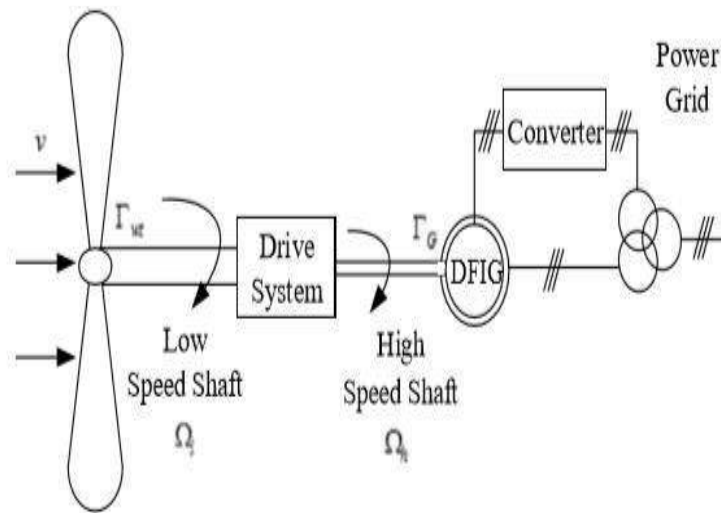 Power
Grid
Converter
v
Γwt
Drive
System
ΓG
DFIG
Low
Speed Shaft
Ωl
High
Speed Shaft
Ωh